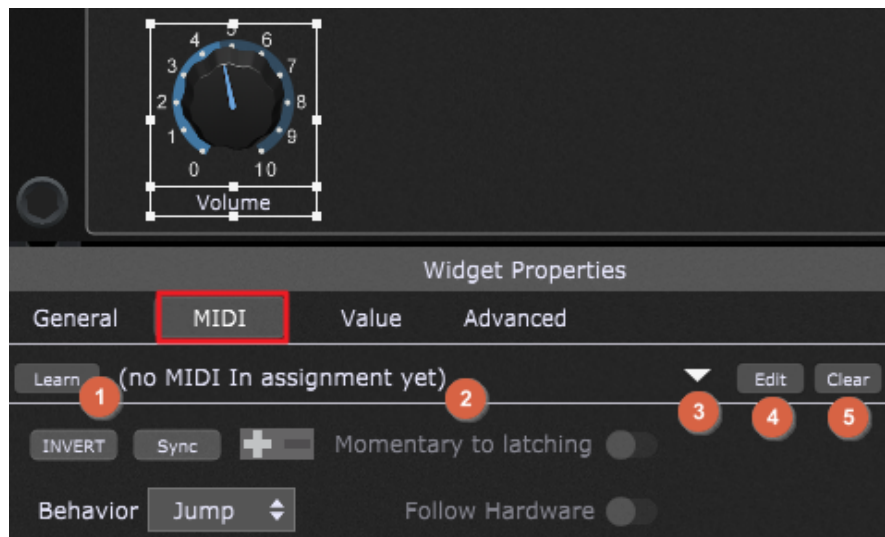 4 5 6
3 7
2 8
1 9
0 10
Volume
Widget Properties
General MIDI Value Advanced
Learn (no MIDI In assignment yet) Edit Clear
1 2 3 4 5
INVERT Sync Momentary to latching
Behavior Jump Follow Hardware